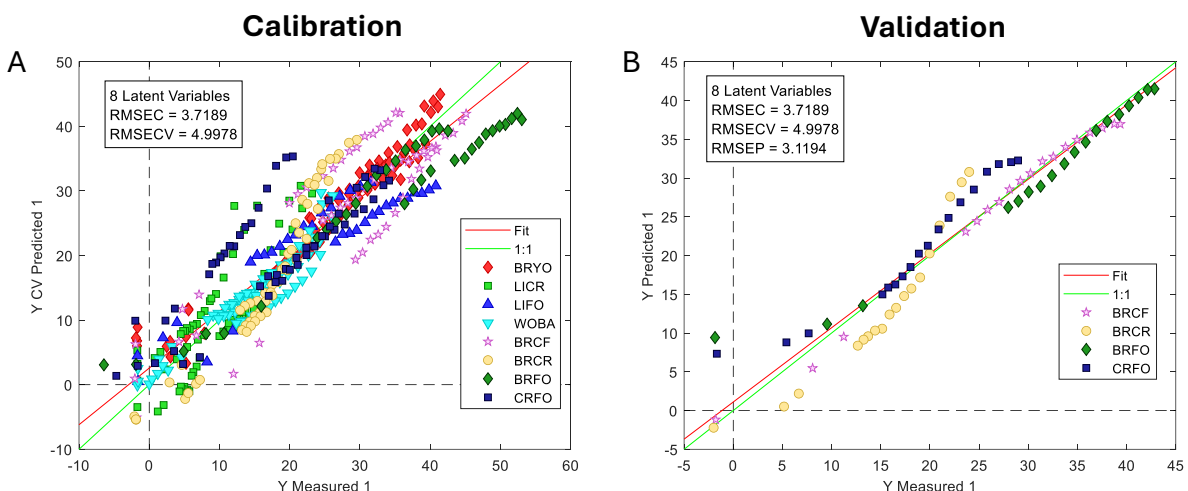 Calibration
A
50
40
30
20
10
0
-10
Y CV Predicted 1
8 Latent Variables
RMSEC = 3.7189
RMSECV = 4.9978
Fit
1:1
BRYO
LICR
LIFO
WOBA
BRCF
BRCR
BRFO
CRFO
-10 0 10 20 30 40 50 60
Y Measured 1
Validation
B
45
40
35
30
25
20
15
10
5
0
-5
Y Predicted 1
8 Latent Variables
RMSEC = 3.7189
RMSECV = 4.9978
RMSEP = 3.1194
Fit
1:1
BRCF
BRCR
BRFO
CRFO
-5 0 5 10 15 20 25 30 35 40 45
Y Measured 1